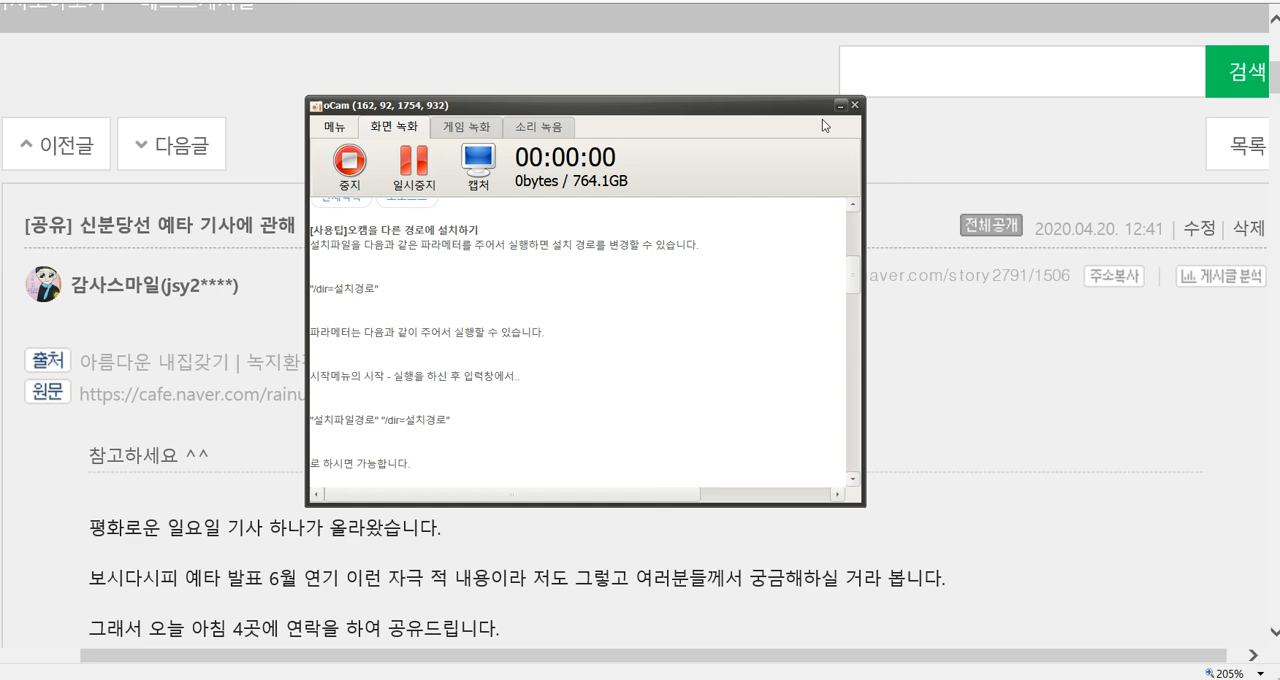 검색
oCam (162, 92, 1754, 932)
메뉴 화면 녹화 게임 녹화 소리 녹음
이전글 다음글
목록
00:00:00
0bytes / 764.1GB
중지 일시중지 캡처
[공유] 신분당선 예타 기사에 관해
전체공개 2020.04.20. 12:41 | 수정 | 삭제
[사용팁]오캠을 다른 경로에 설치하기
설치파일을 다음과 같은 파라메터를 주어서 실행하면 설치 경로를 변경할 수 있습니다.
감사스마일(jsy2****)
aver.com/story2791/1506 주소복사 | 게시글 분석
"/dir=설치경로"
파라메터는 다음과 같이 주어서 실행할 수 있습니다.
출처 아름다운 내집갖기 | 녹지환
시작메뉴의 시작 - 실행을 하신 후 입력창에서..
원문 https://cafe.naver.com/rainu
"설치파일경로" "/dir=설치경로"
참고하세요 ^^
로 하시면 가능합니다.
평화로운 일요일 기사 하나가 올라왔습니다.
보시다시피 예타 발표 6월 연기 이런 자극 적 내용이라 저도 그렇고 여러분들께서 궁금해하실 거라 봅니다.
그래서 오늘 아침 4곳에 연락을 하여 공유드립니다.
205%